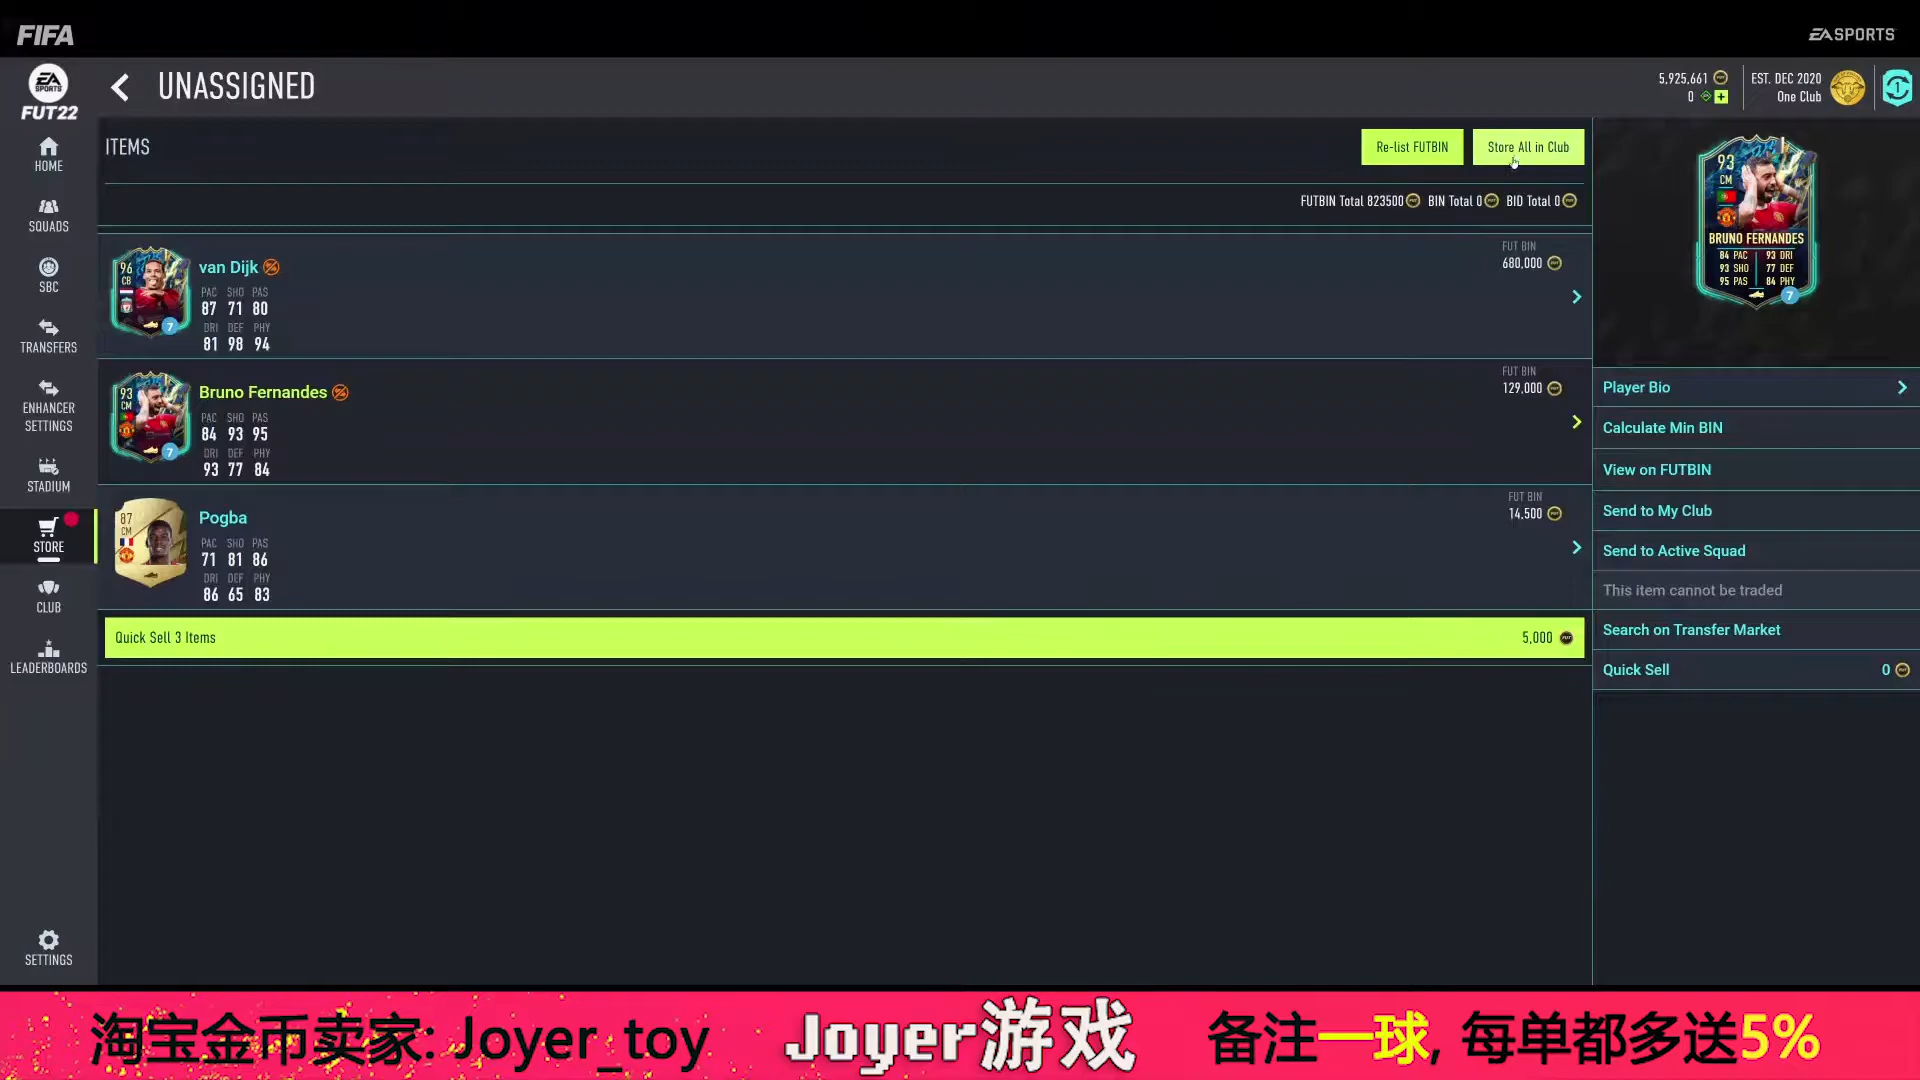 FIFA
EA SPORTS
EA SPORTS
FUT22
UNASSIGNED
5,925,661
0
EST. DEC 2020
One Club
1
HOME
SQUADS
SBC
TRANSFERS
ENHANCER
SETTINGS
STADIUM
STORE
CLUB
LEADERBOARDS
SETTINGS
ITEMS
Re-list FUTBIN
Store All in Club
FUTBIN Total 823500 BIN Total 0 BID Total 0
96
CB
7
van Dijk
PAC SHO PAS
87 71 80
DRI DEF PHY
81 98 94
FUT BIN
680,000
93
CM
7
Bruno Fernandes
PAC SHO PAS
84 93 95
DRI DEF PHY
93 77 84
FUT BIN
129,000
87
CM
Pogba
PAC SHO PAS
71 81 86
DRI DEF PHY
86 65 83
FUT BIN
14,500
Quick Sell 3 Items 5,000
93
CM
BRUNO FERNANDES
84 PAC 93 DRI
93 SHO 77 DEF
95 PAS 84 PHY
7
Player Bio
Calculate Min BIN
View on FUTBIN
Send to My Club
Send to Active Squad
This item cannot be traded
Search on Transfer Market
Quick Sell 0
淘宝金币卖家: Joyer_toy Joyer游戏 备注一球, 每单都多送5%